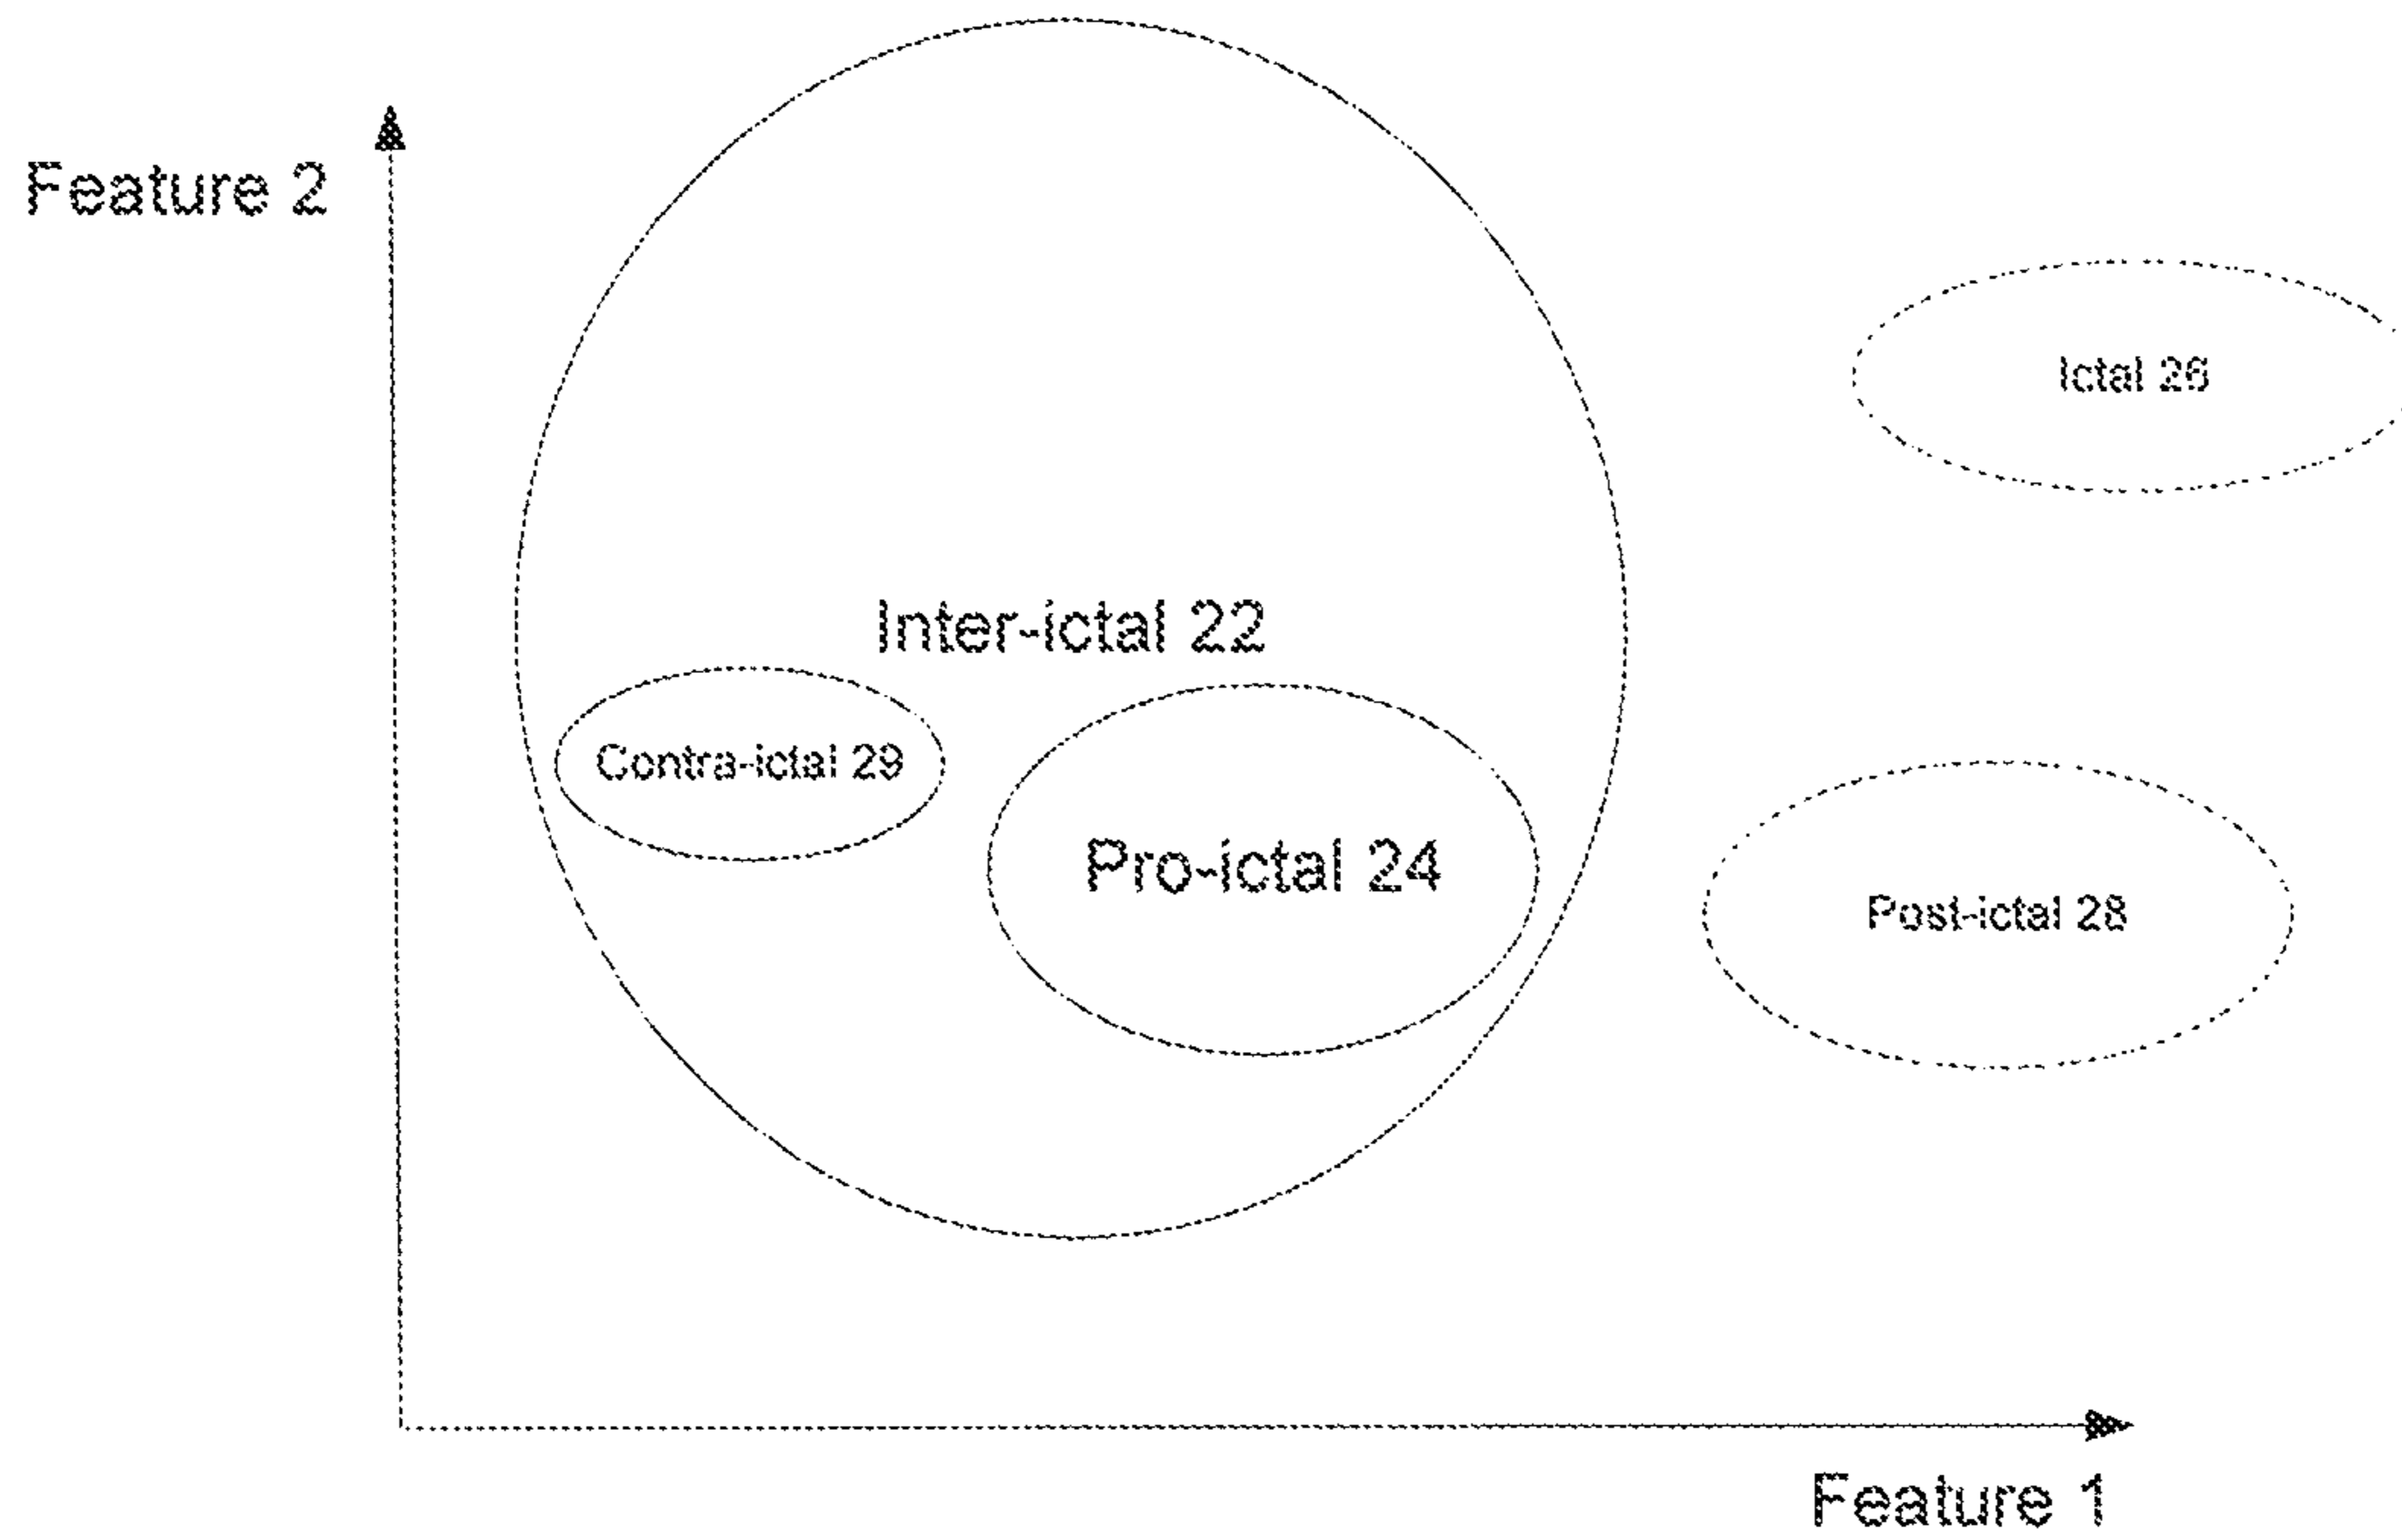 Feature 2
Ictal 26
Inter-ictal 22
Contra-ictal 29
Pro-ictal 24
Post-ictal 28
Feature 1